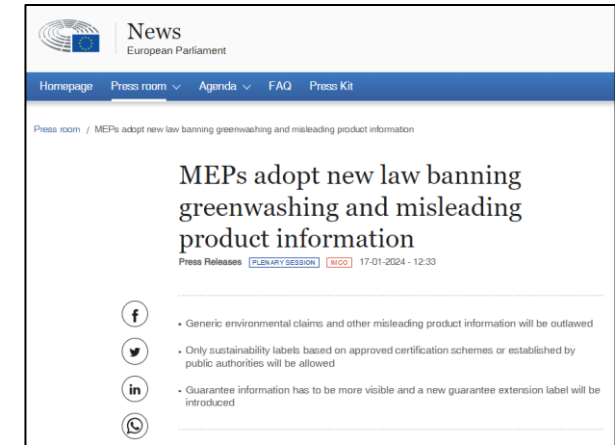 News
European Parliament
Homepage Press room Agenda FAQ Press Kit
Press room / MEPs adopt new law banning greenwashing and misleading product information
MEPs adopt new law banning
greenwashing and misleading
product information
Press Releases PLENARY SESSION IMCO 17-01-2024 - 12:33
• Generic environmental claims and other misleading product information will be outlawed
• Only sustainability labels based on approved certification schemes or established by
public authorities will be allowed
• Guarantee information has to be more visible and a new guarantee extension label will be
introduced
f
in